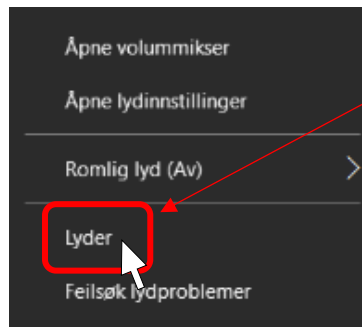 Åpne volummikser
Åpne lydinnstillinger
Romlig lyd (Av)
Lyder
Feilsøk lydproblemer